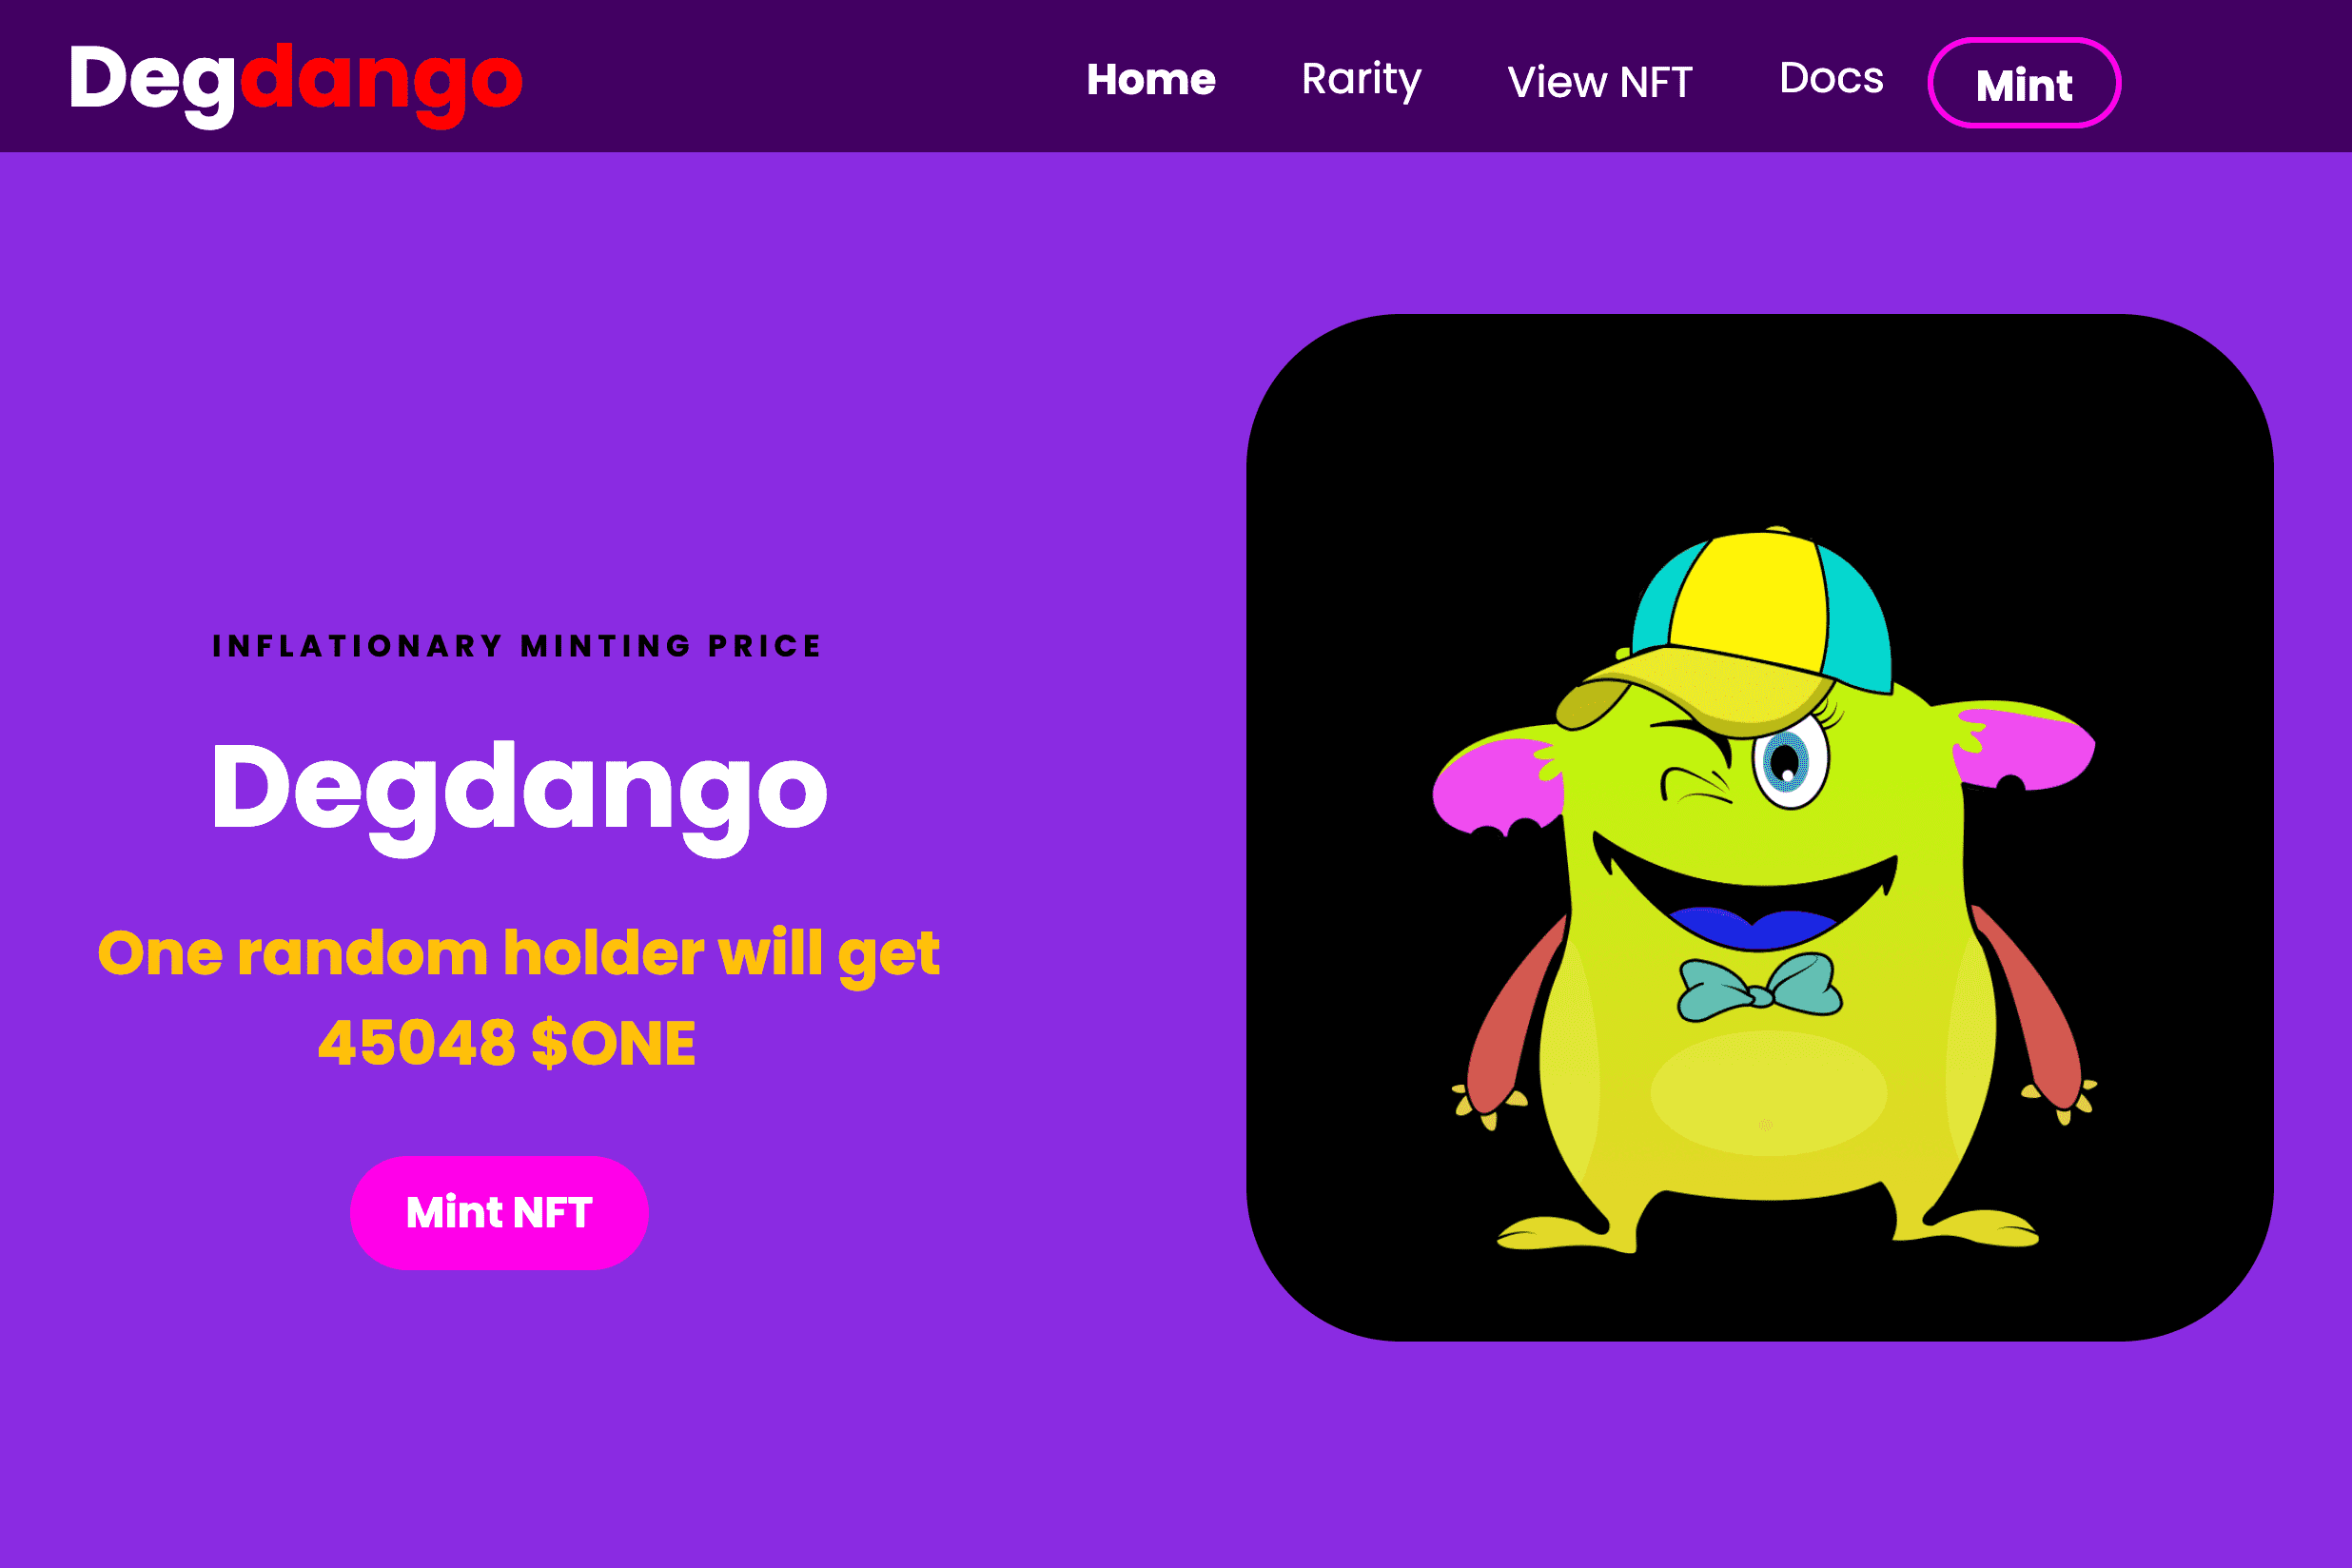 Degdango
Home Rarity View NFT Docs Mint
INFLATIONARY MINTING PRICE
Degdango
One random holder will get
45048 $ONE
Mint NFT